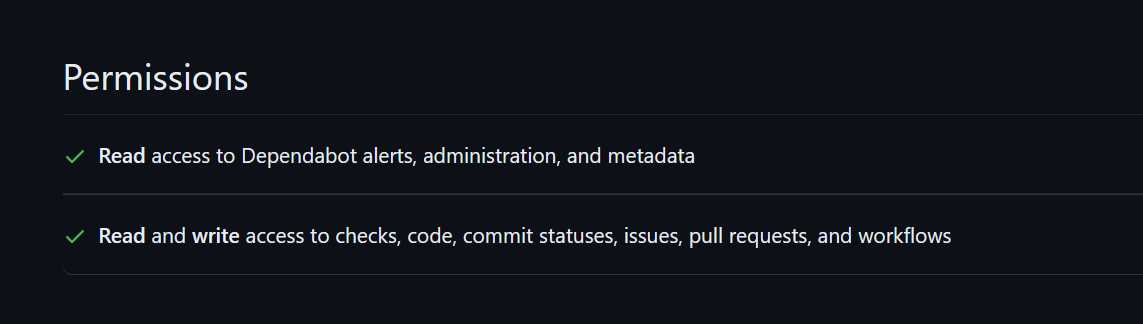 Permissions
Read access to Dependabot alerts, administration, and metadata
Read and write access to checks, code, commit statuses, issues, pull requests, and workflows